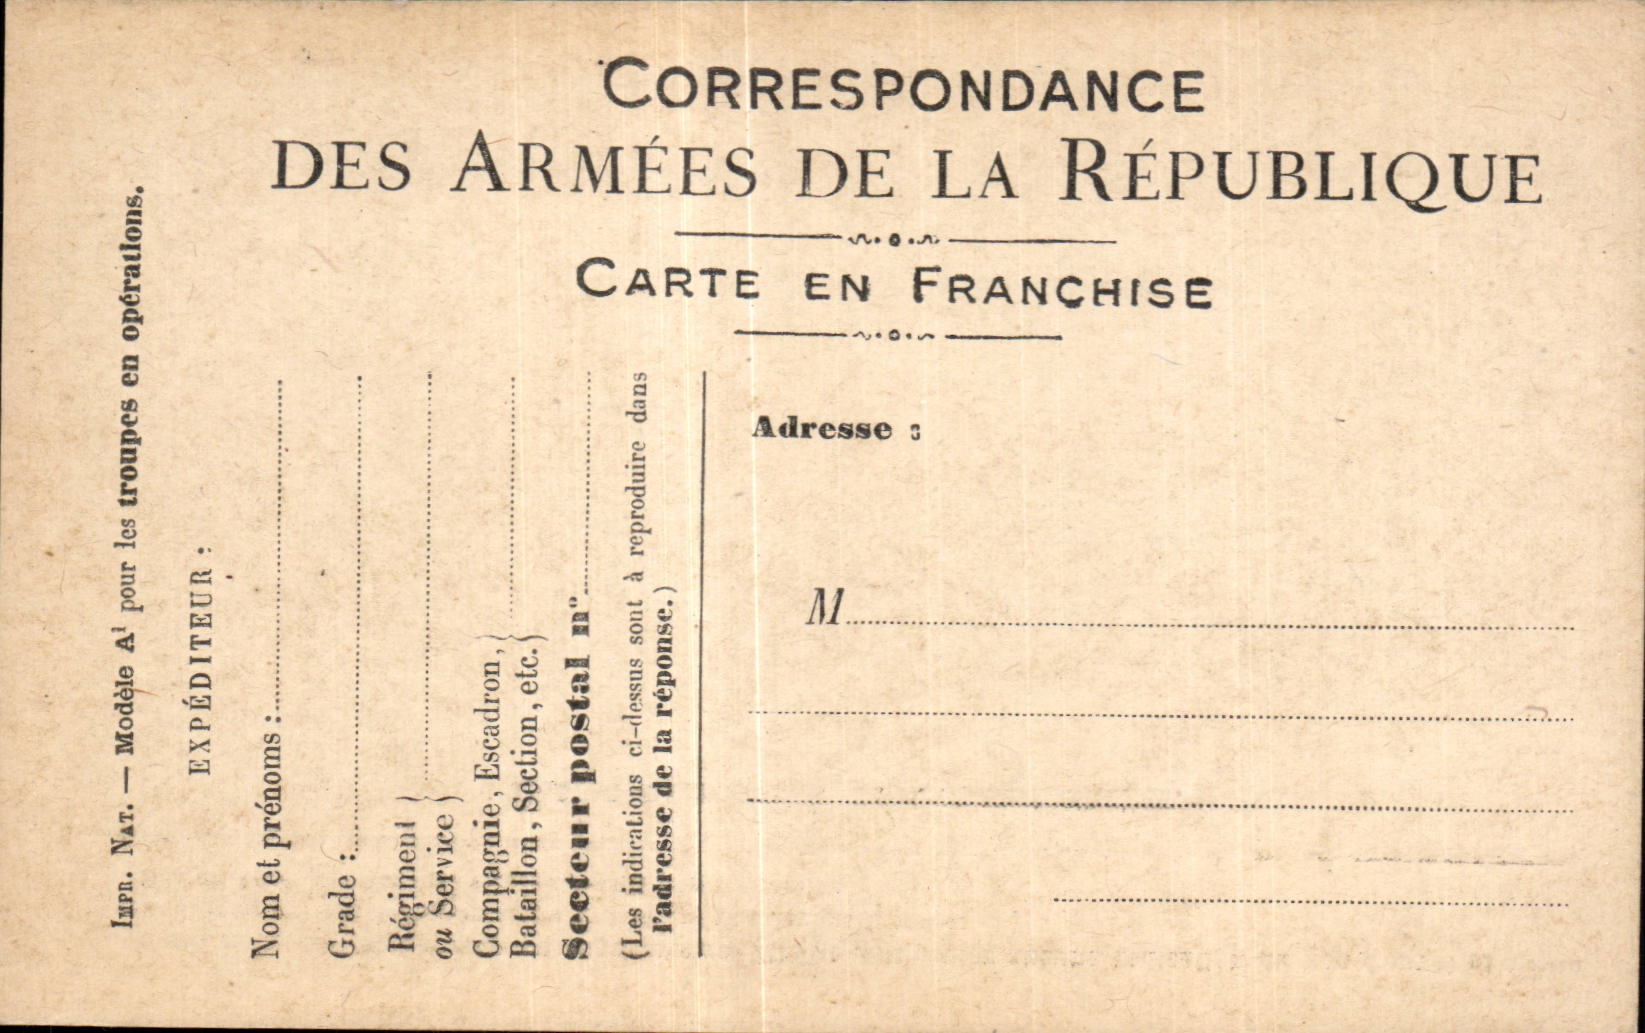 CORRESPONDANCE
DES ARMÉES DE LA RÉPUBLIQUE
CARTE EN FRANCHISE
IMPR. NAT. — Modèle A¹ pour les troupes en opérations.
EXPÉDITEUR :
Nom et prénoms :
Grade :
Régiment
ou Service
Compagnie, Escadron,
Bataillon, Section, etc.
Secteur postal n°
(Les indications ci-dessus sont à reproduire dans
l'adresse de la réponse.)
Adresse :
M